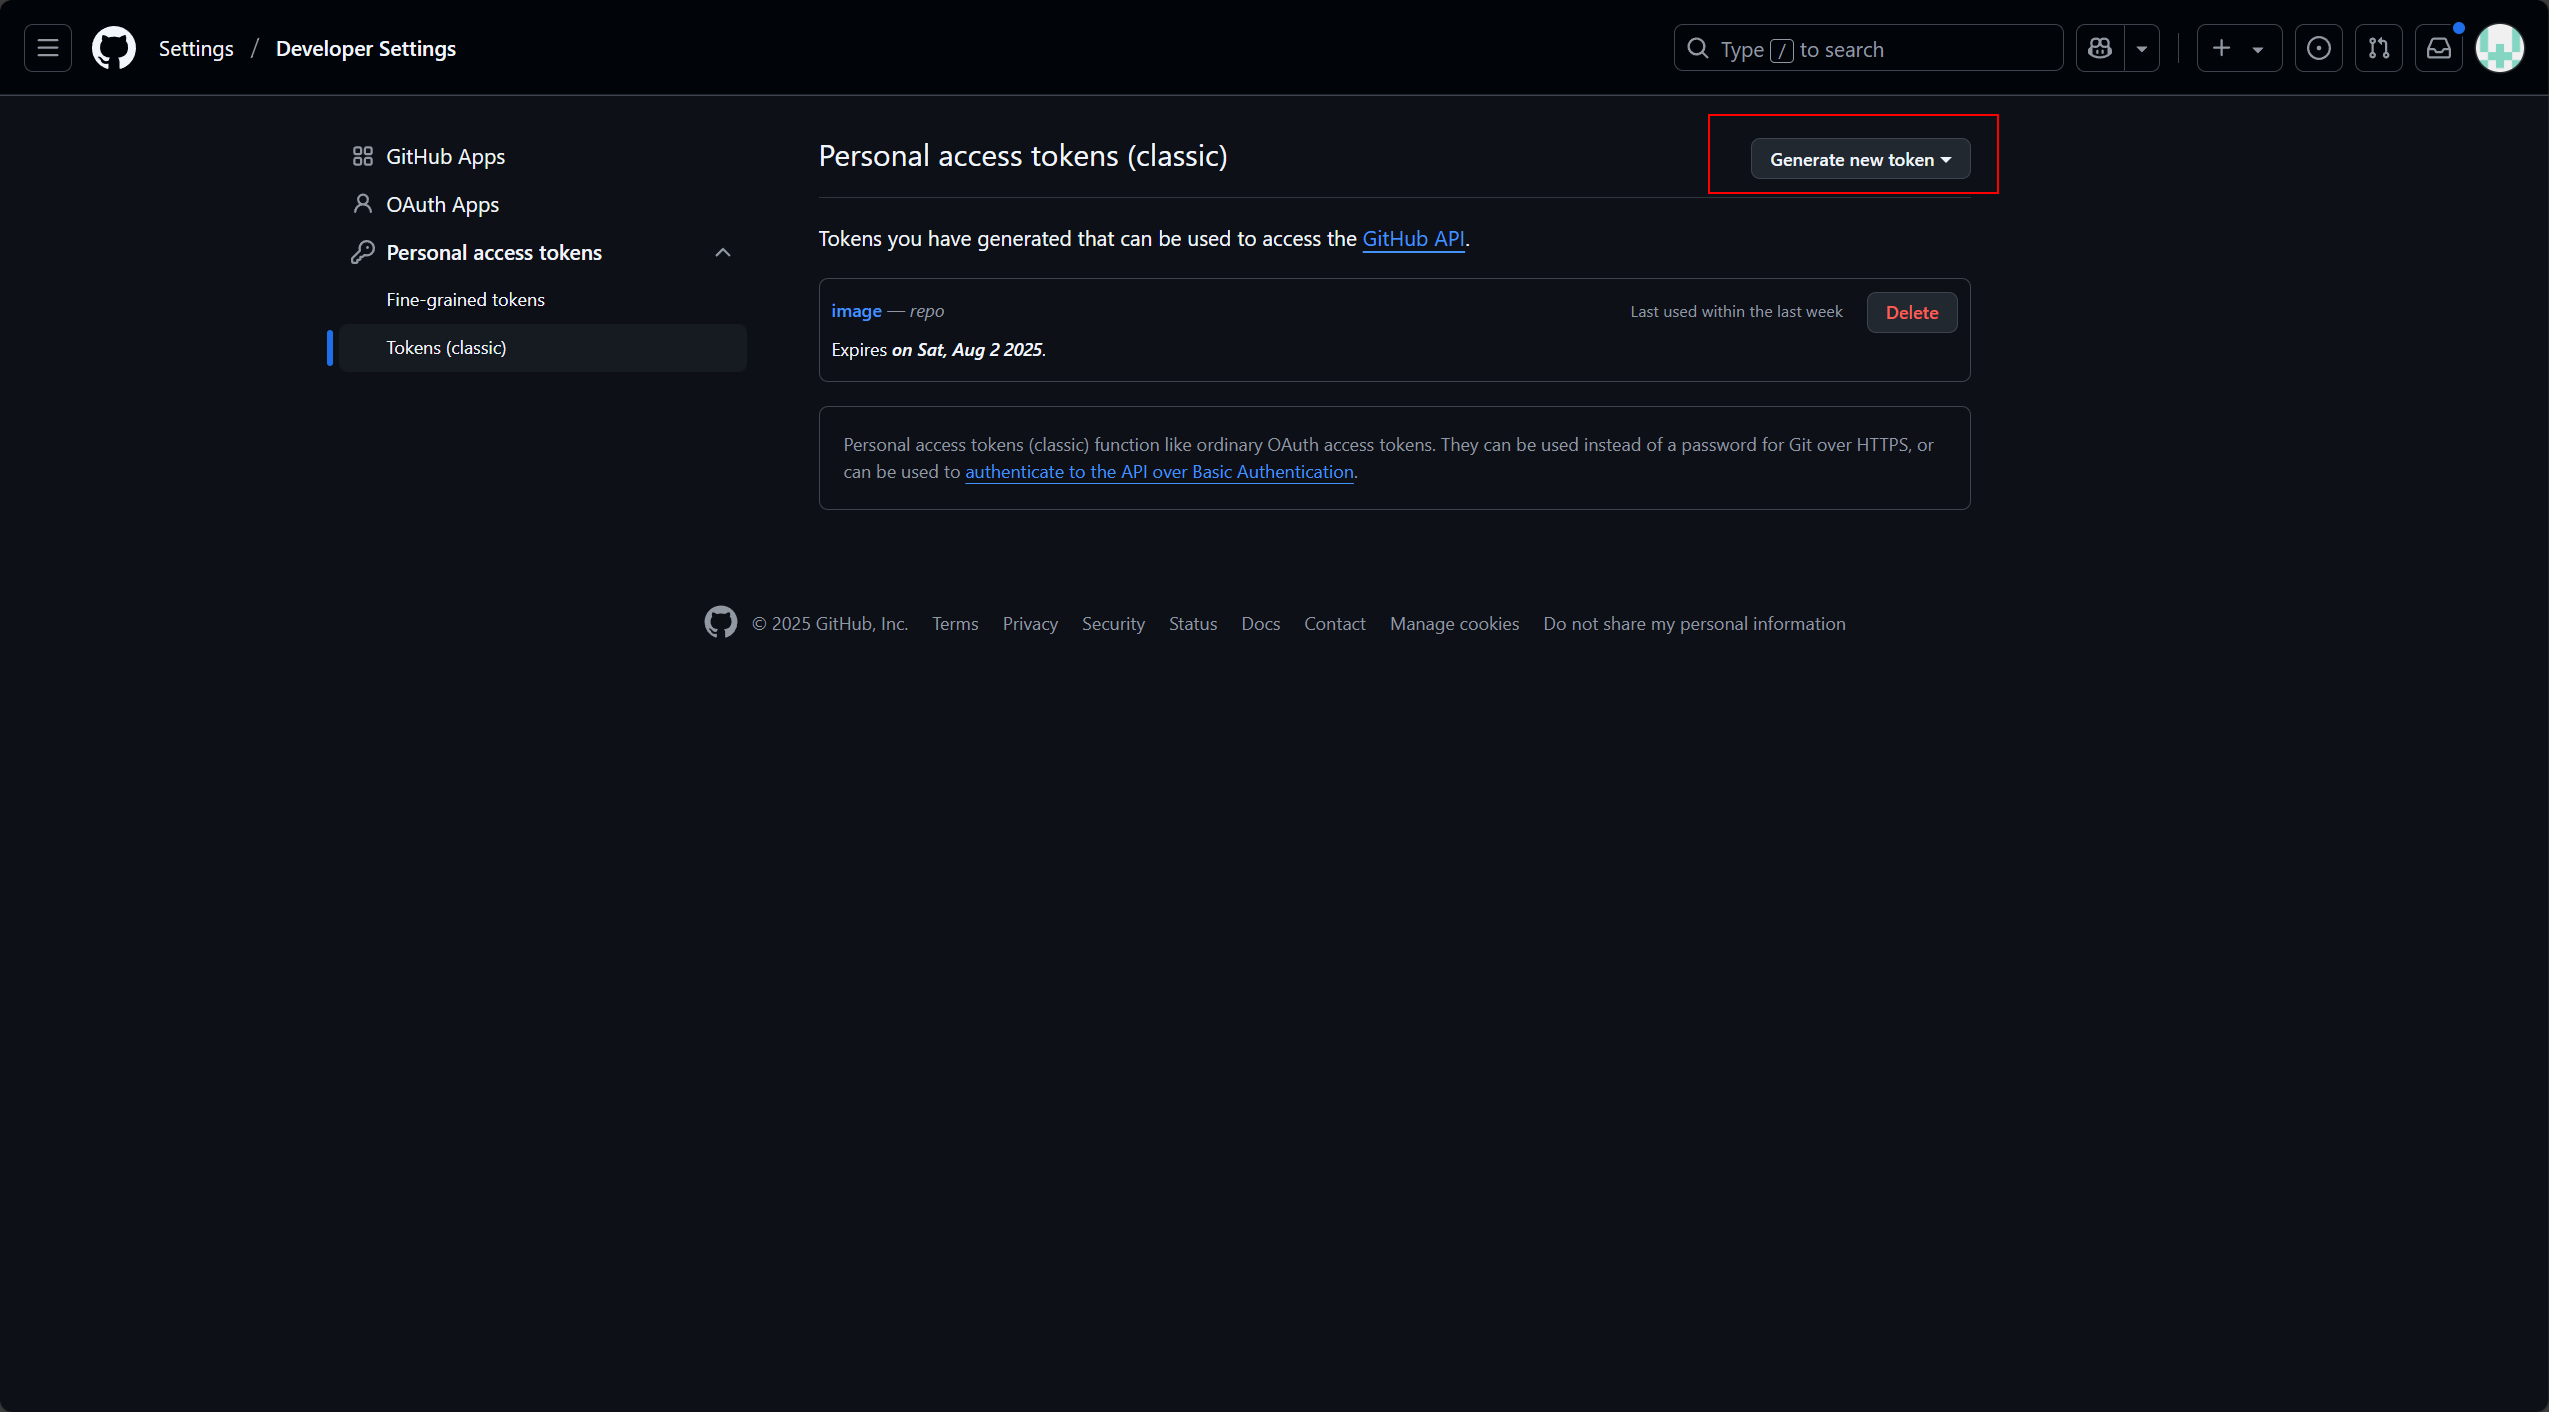 Settings / Developer Settings
Type / to search
GitHub Apps
OAuth Apps
Personal access tokens
Fine-grained tokens
Tokens (classic)
Personal access tokens (classic)
Generate new token
Tokens you have generated that can be used to access the GitHub API.
image — repo
Last used within the last week
Delete
Expires on Sat, Aug 2 2025.
Personal access tokens (classic) function like ordinary OAuth access tokens. They can be used instead of a password for Git over HTTPS, or
can be used to authenticate to the API over Basic Authentication.
© 2025 GitHub, Inc. Terms Privacy Security Status Docs Contact Manage cookies Do not share my personal information